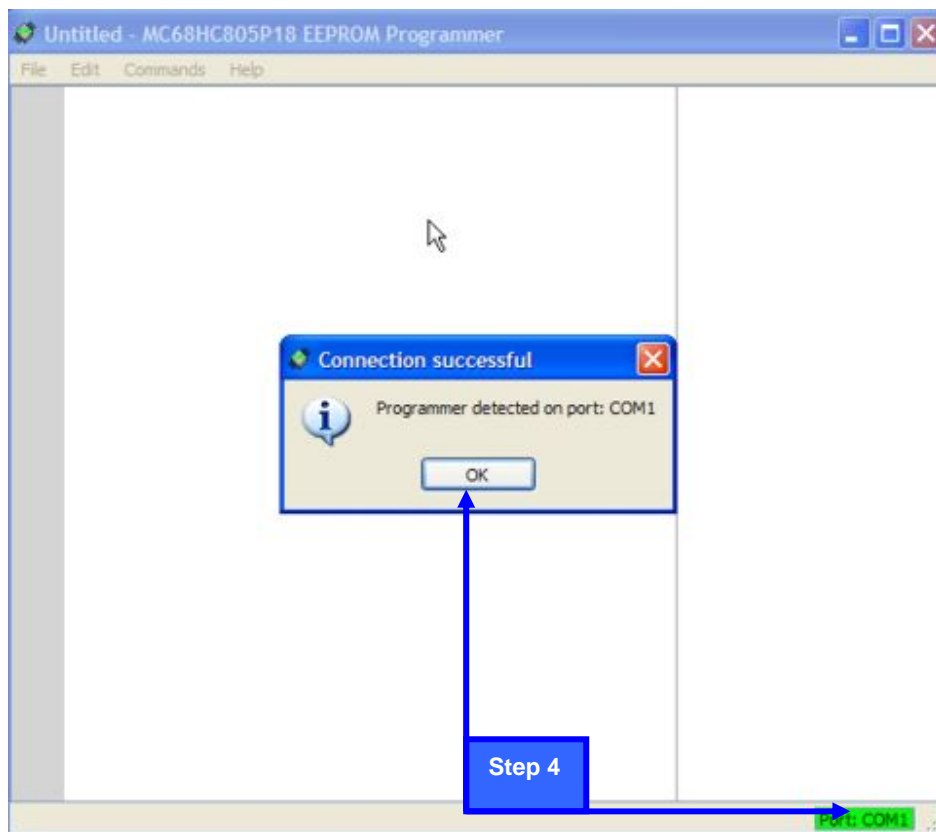 Untitled - MC68HC805P18 EEPROM Programmer
File Edit Commands Help
Connection successful
Programmer detected on port: COM1
OK
Step 4
Port: COM1